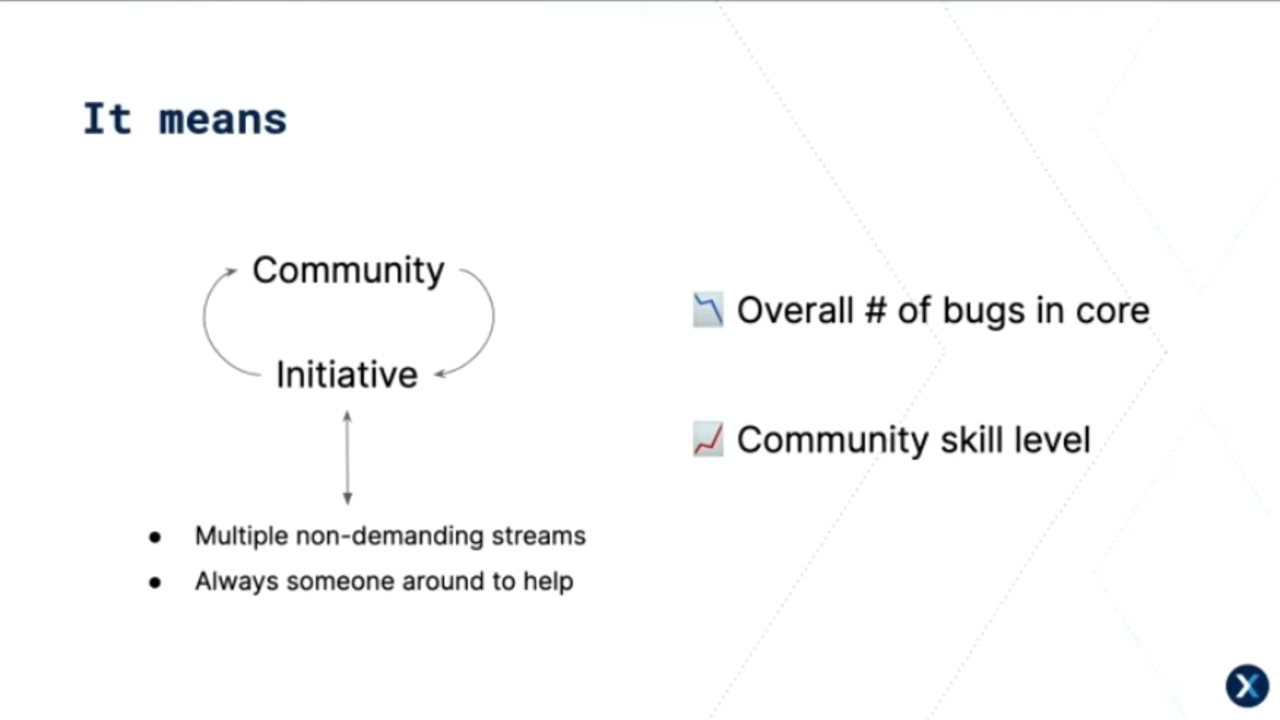 It means
Community
Initiative
● Multiple non-demanding streams
● Always someone around to help
📉 Overall # of bugs in core
📈 Community skill level
X